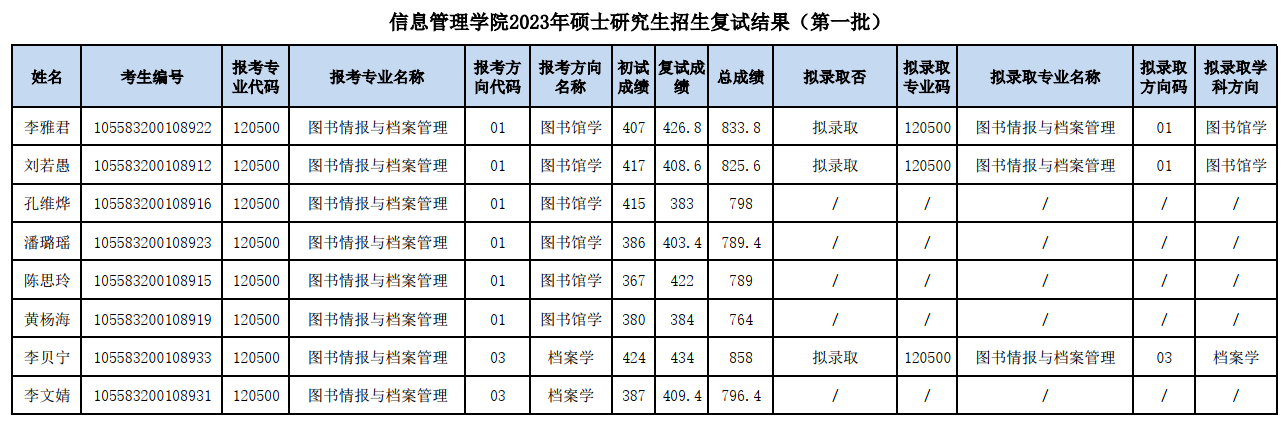 信息管理学院2023年硕士研究生招生复试结果（第一批）
姓名 考生编号 报考专业代码 报考专业名称 报考方向代码 报考方向名称 初试成绩 复试成绩 总成绩 拟录取否 拟录取专业码 拟录取专业名称 拟录取方向码 拟录取学科方向
李雅君 105583200108922 120500 图书情报与档案管理 01 图书馆学 407 426.8 833.8 拟录取 120500 图书情报与档案管理 01 图书馆学
刘若愚 105583200108912 120500 图书情报与档案管理 01 图书馆学 417 408.6 825.6 拟录取 120500 图书情报与档案管理 01 图书馆学
孔维烨 105583200108916 120500 图书情报与档案管理 01 图书馆学 415 383 798 / / / / /
潘璐瑶 105583200108923 120500 图书情报与档案管理 01 图书馆学 386 403.4 789.4 / / / / /
陈思玲 105583200108915 120500 图书情报与档案管理 01 图书馆学 367 422 789 / / / / /
黄杨海 105583200108919 120500 图书情报与档案管理 01 图书馆学 380 384 764 / / / / /
李贝宁 105583200108933 120500 图书情报与档案管理 03 档案学 424 434 858 拟录取 120500 图书情报与档案管理 03 档案学
李文婧 105583200108931 120500 图书情报与档案管理 03 档案学 387 409.4 796.4 / / / / /